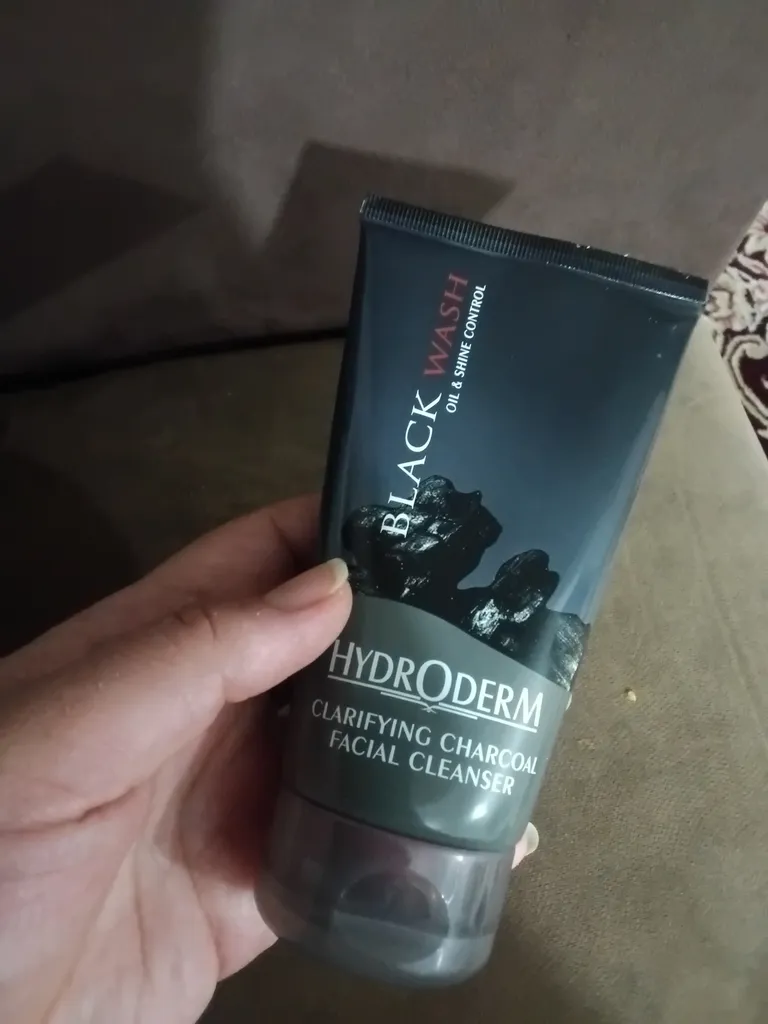 BLACK WASH
OIL & SHINE CONTROL
HYDRODERM
CLARIFYING CHARCOAL
FACIAL CLEANSER